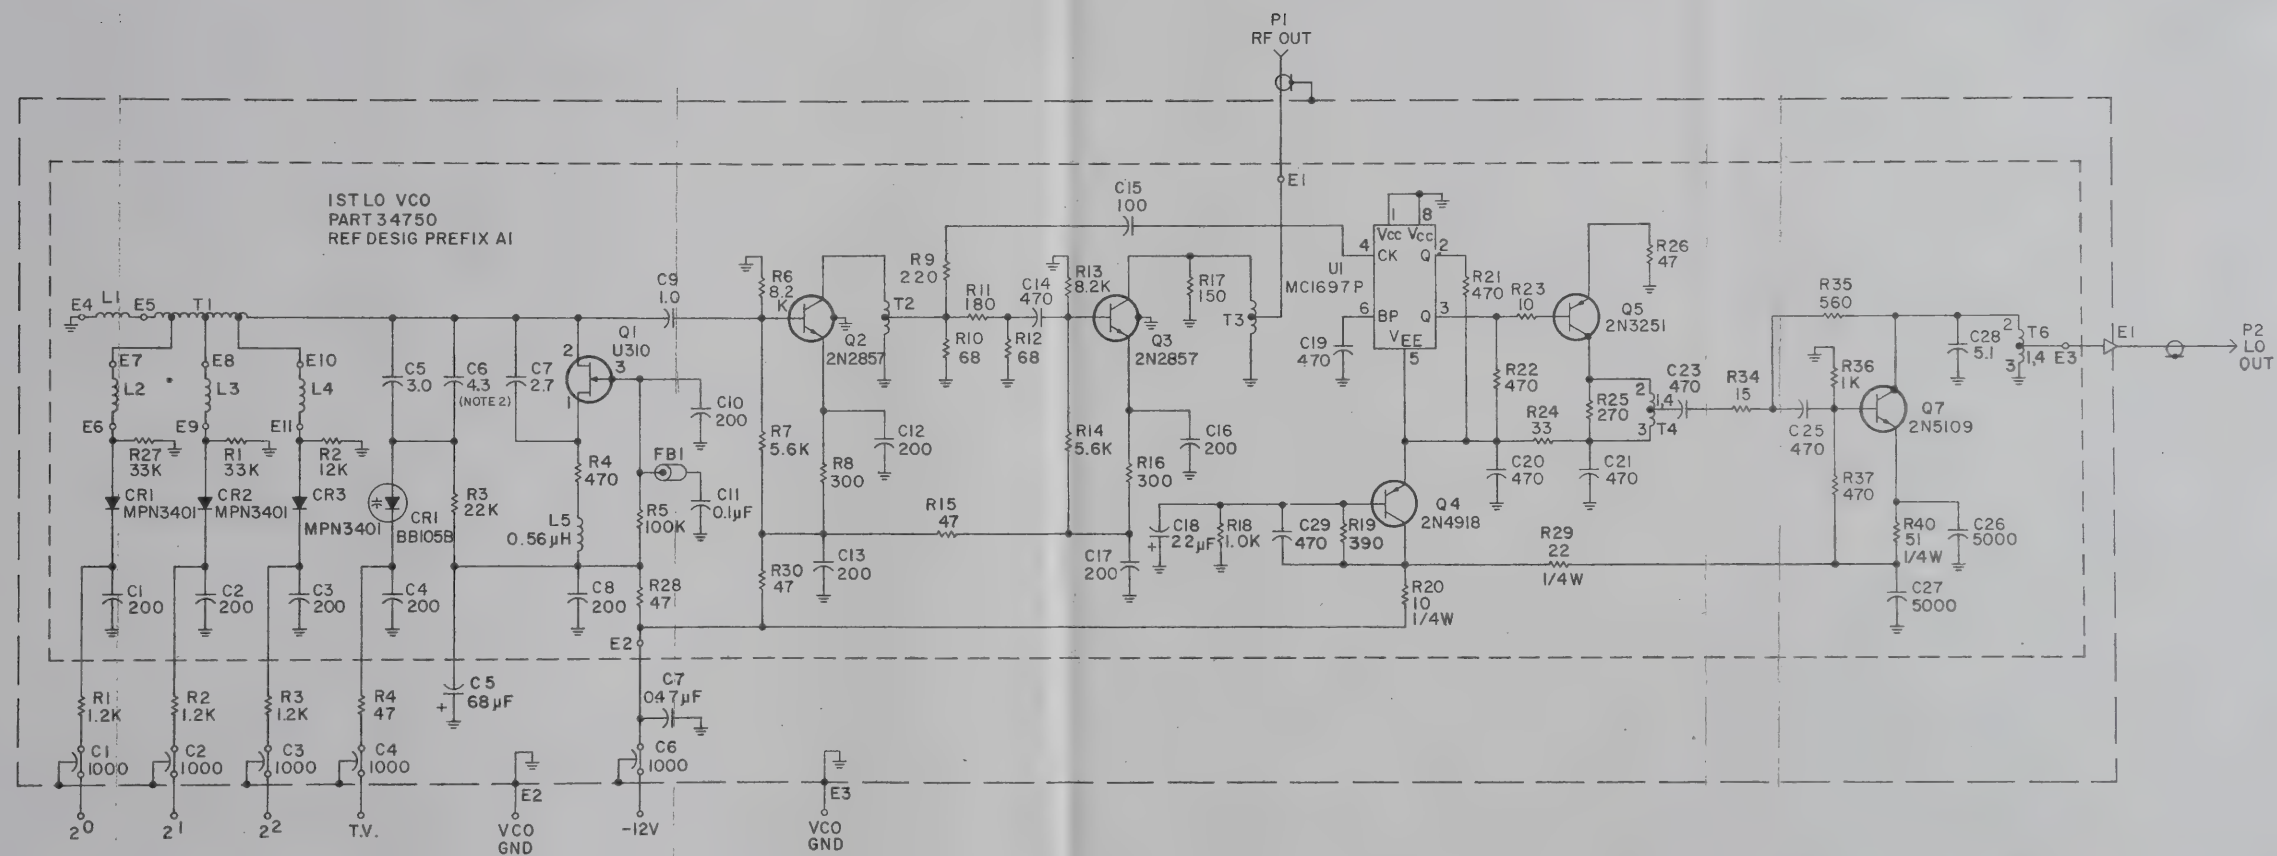 P1
RF OUT
E1
1ST LO VCO
PART 34750
REF DESIG PREFIX A1
C15
100
1
8
Vcc Vcc
4
CK
Q
2
U1
MC1697P
6
BP
Q
3
VEE
5
R26
47
R9
220
R6
8.2
K
R13
8.2K
R17
150
R21
470
R23
10
Q5
2N3251
R35
560
C9
1.0
E4
L1
E5
T1
T2
R11
180
C14
470
T3
Q2
2N2857
R10
68
R12
68
Q3
2N2857
C19
470
C28
5.1
2
T6
1,4
3
E3
E1
P2
LO
OUT
Q1
U310
2
3
1
E7
E8
E10
L2
L3
L4
E6
E9
E11
C5
3.0
C6
4.3
(NOTE 2)
C7
2.7
C10
200
R22
470
R25
270
2
1,4
3
T4
C23
470
R34
15
R36
1K
Q7
2N5109
C25
470
R27
33K
R1
33K
R2
12K
R7
5.6K
C12
200
R14
5.6K
C16
200
R24
33
C20
470
C21
470
R37
470
CR1
MPN3401
CR2
MPN3401
CR3
MPN3401
CR1
BB105B
R3
22K
R4
470
FB1
C11
0.1µF
R8
300
R16
300
Q4
2N4918
L5
0.56µH
R5
100K
R15
47
C18
22µF
+
R18
1.0K
C29
470
R19
390
R29
22
1/4W
R40
51
1/4W
C26
5000
C1
200
C2
200
C3
200
C4
200
C8
200
R28
47
R30
47
C13
200
C17
200
R20
10
1/4W
C27
5000
E2
R1
1.2K
R2
1.2K
R3
1.2K
R4
47
C5
68µF
+
C7
.047µF
C1
1000
C2
1000
C3
1000
C4
1000
C6
1000
E2
E3
2⁰
2¹
2²
T.V.
VCO
GND
-12V
VCO
GND